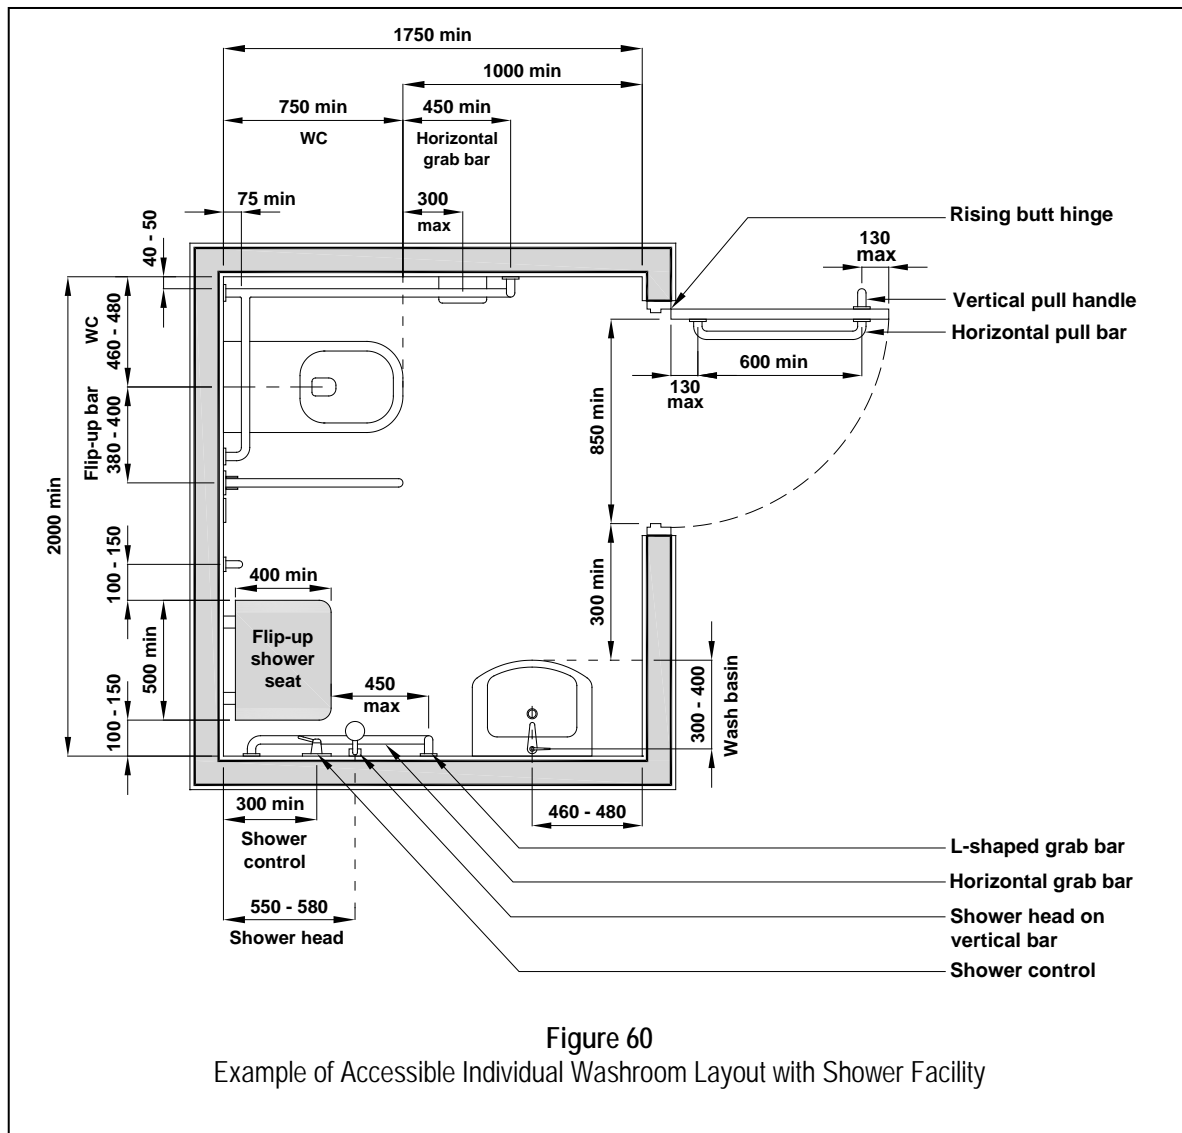 1750 min
1000 min
750 min
450 min
WC
Horizontal
grab bar
75 min
300
max
40 - 50
Rising butt hinge
130
max
Vertical pull handle
Horizontal pull bar
600 min
130
max
WC
460 - 480
Flip-up bar
380 - 400
850 min
2000 min
100 - 150
400 min
300 min
500 min
Flip-up
shower
seat
450
max
300 - 400
Wash basin
100 - 150
300 min
460 - 480
Shower
control
L-shaped grab bar
Horizontal grab bar
550 - 580
Shower head
Shower head on
vertical bar
Shower control
Figure 60
Example of Accessible Individual Washroom Layout with Shower Facility